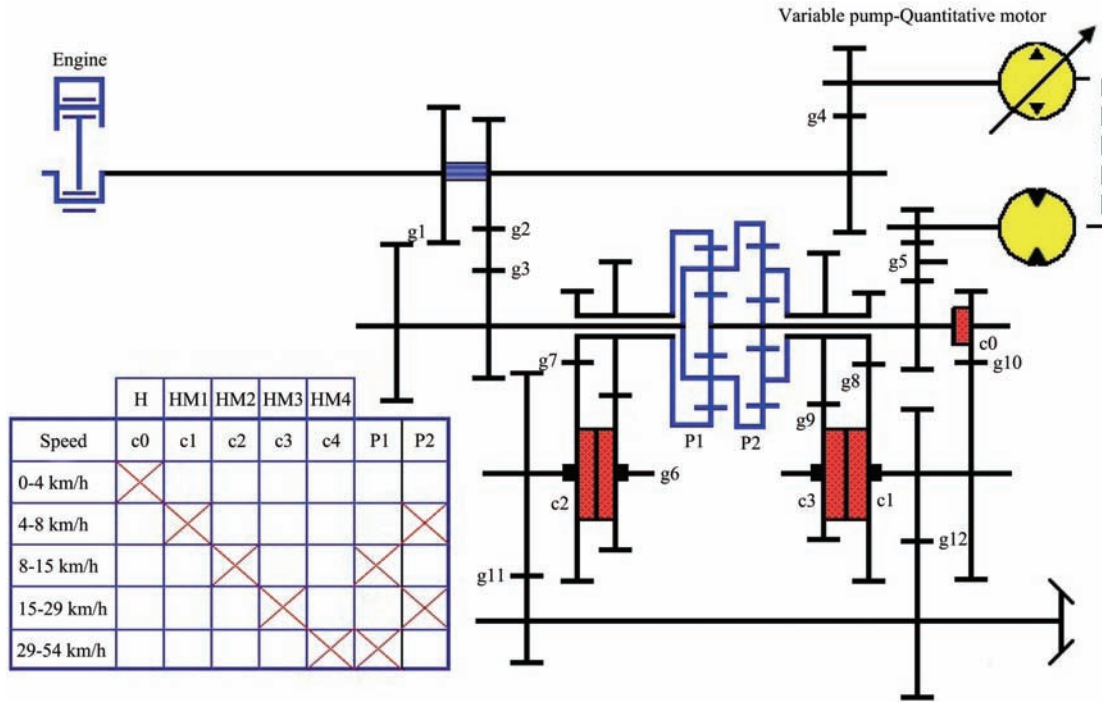 Variable pump-Quantitative motor
Engine
g4
g1
g2
g3
g5
c0
g7
g8
g10
g9
P1
P2
c2
g6
c3
c1
g12
g11
H HM1 HM2 HM3 HM4
Speed c0 c1 c2 c3 c4 P1 P2
0-4 km/h
4-8 km/h
8-15 km/h
15-29 km/h
29-54 km/h